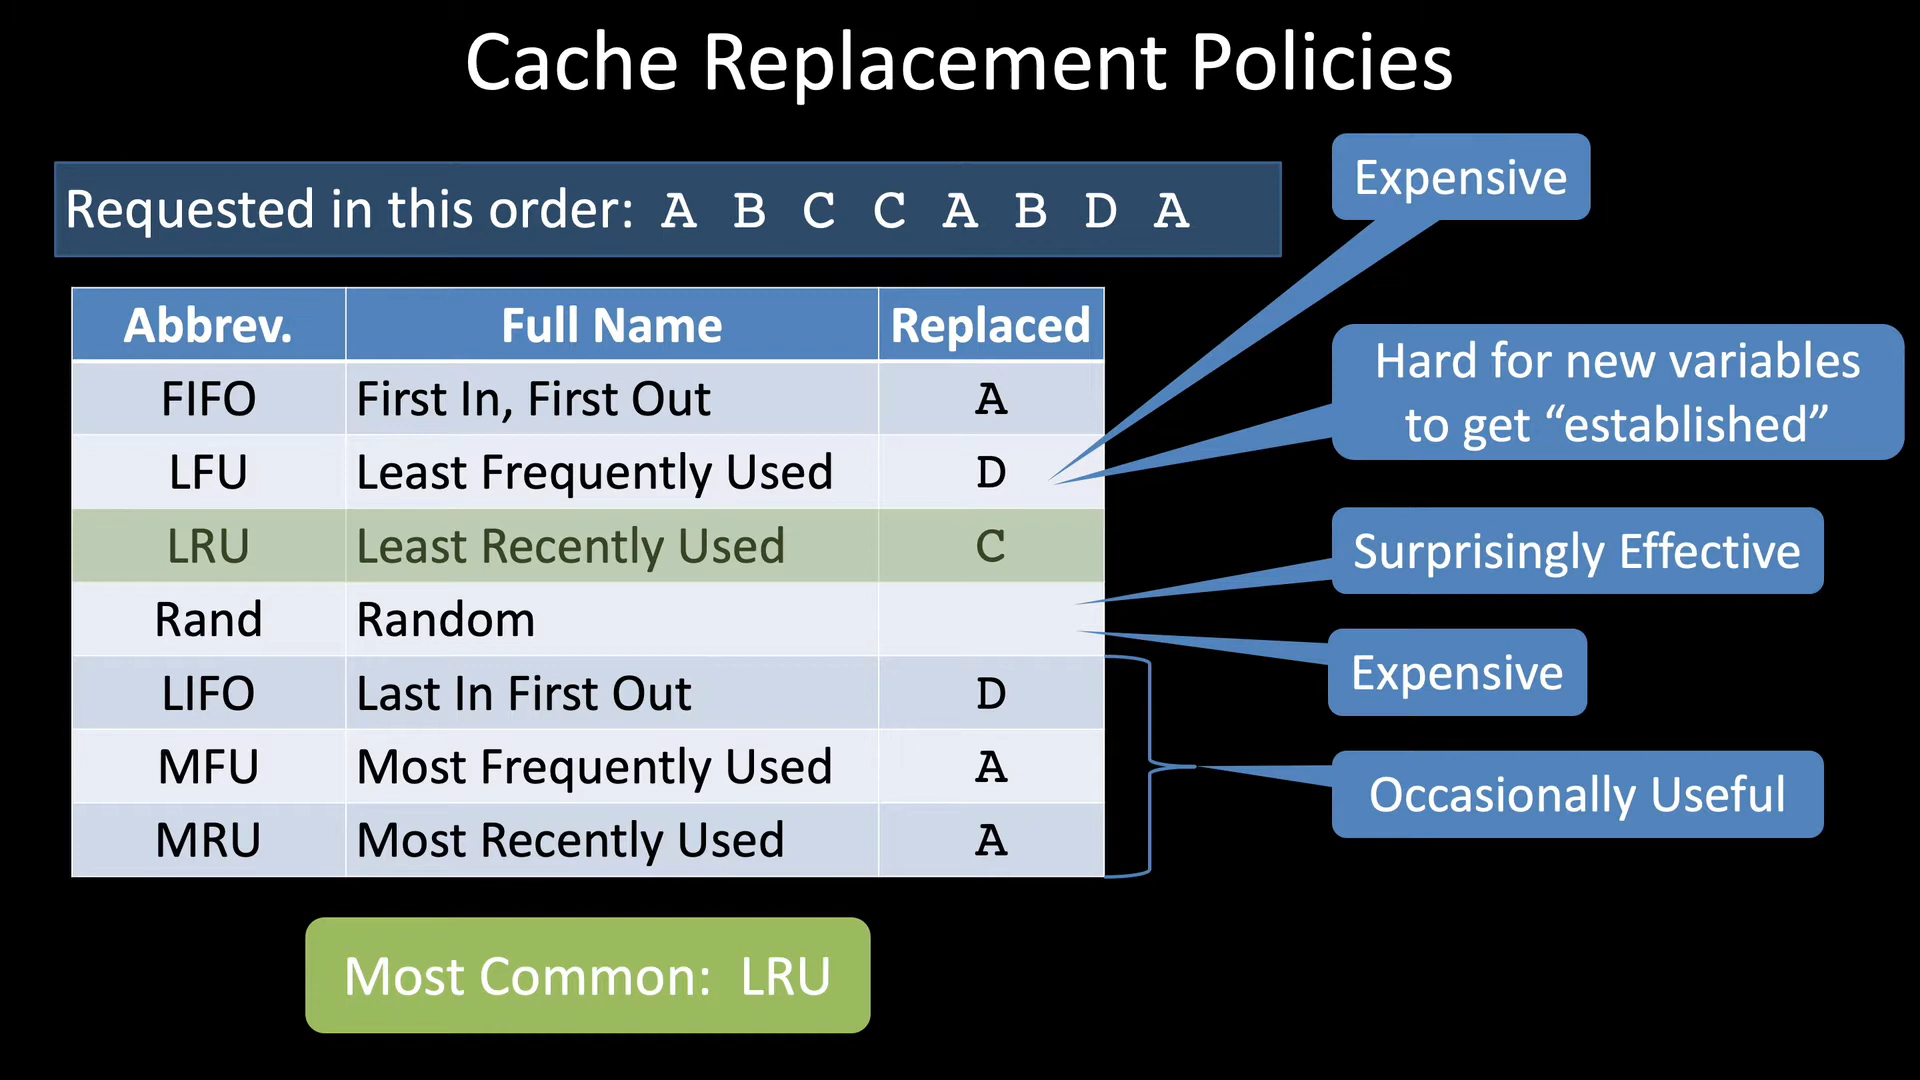 Cache Replacement Policies
Requested in this order: A B C C A B D A
Abbrev. Full Name Replaced
FIFO First In, First Out A
LFU Least Frequently Used D
LRU Least Recently Used C
Rand Random
LIFO Last In First Out D
MFU Most Frequently Used A
MRU Most Recently Used A
Expensive
Hard for new variables
to get “established”
Surprisingly Effective
Expensive
Occasionally Useful
Most Common: LRU